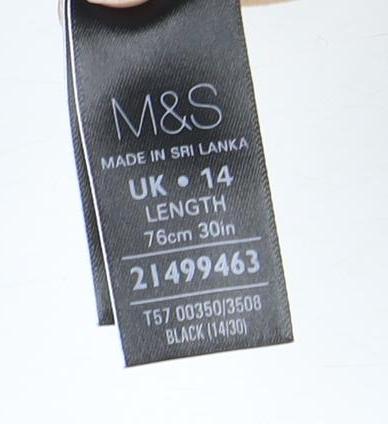 M&S
MADE IN SRI LANKA
UK • 14
LENGTH
76cm 30in
21499463
T57 00350/3508
BLACK (14/30)